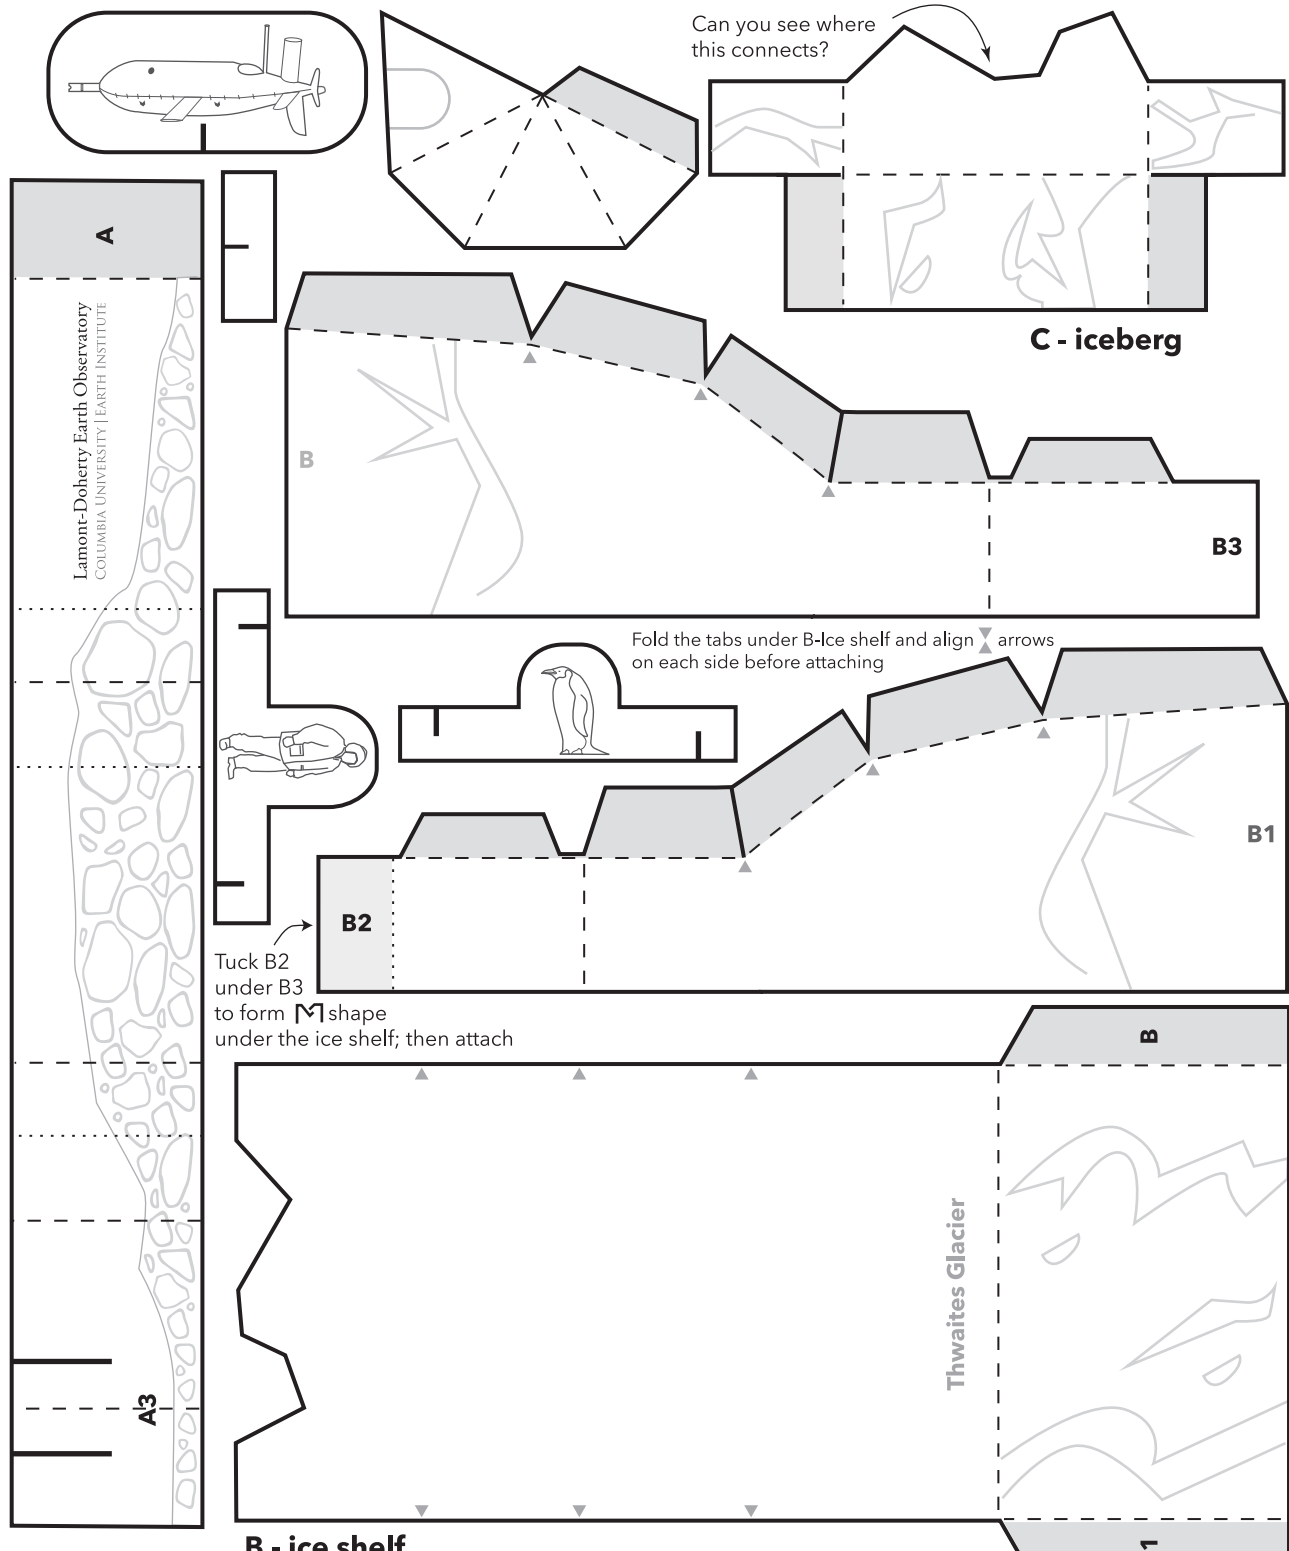 Can you see where
this connects?
A
C - iceberg
Lamont-Doherty Earth Observatory
COLUMBIA UNIVERSITY | EARTH INSTITUTE
B
B3
Fold the tabs under B-Ice shelf and align arrows
on each side before attaching
B1
B2
Tuck B2
under B3
to form M shape
under the ice shelf; then attach
B
Thwaites Glacier
A3
B - ice shelf
1